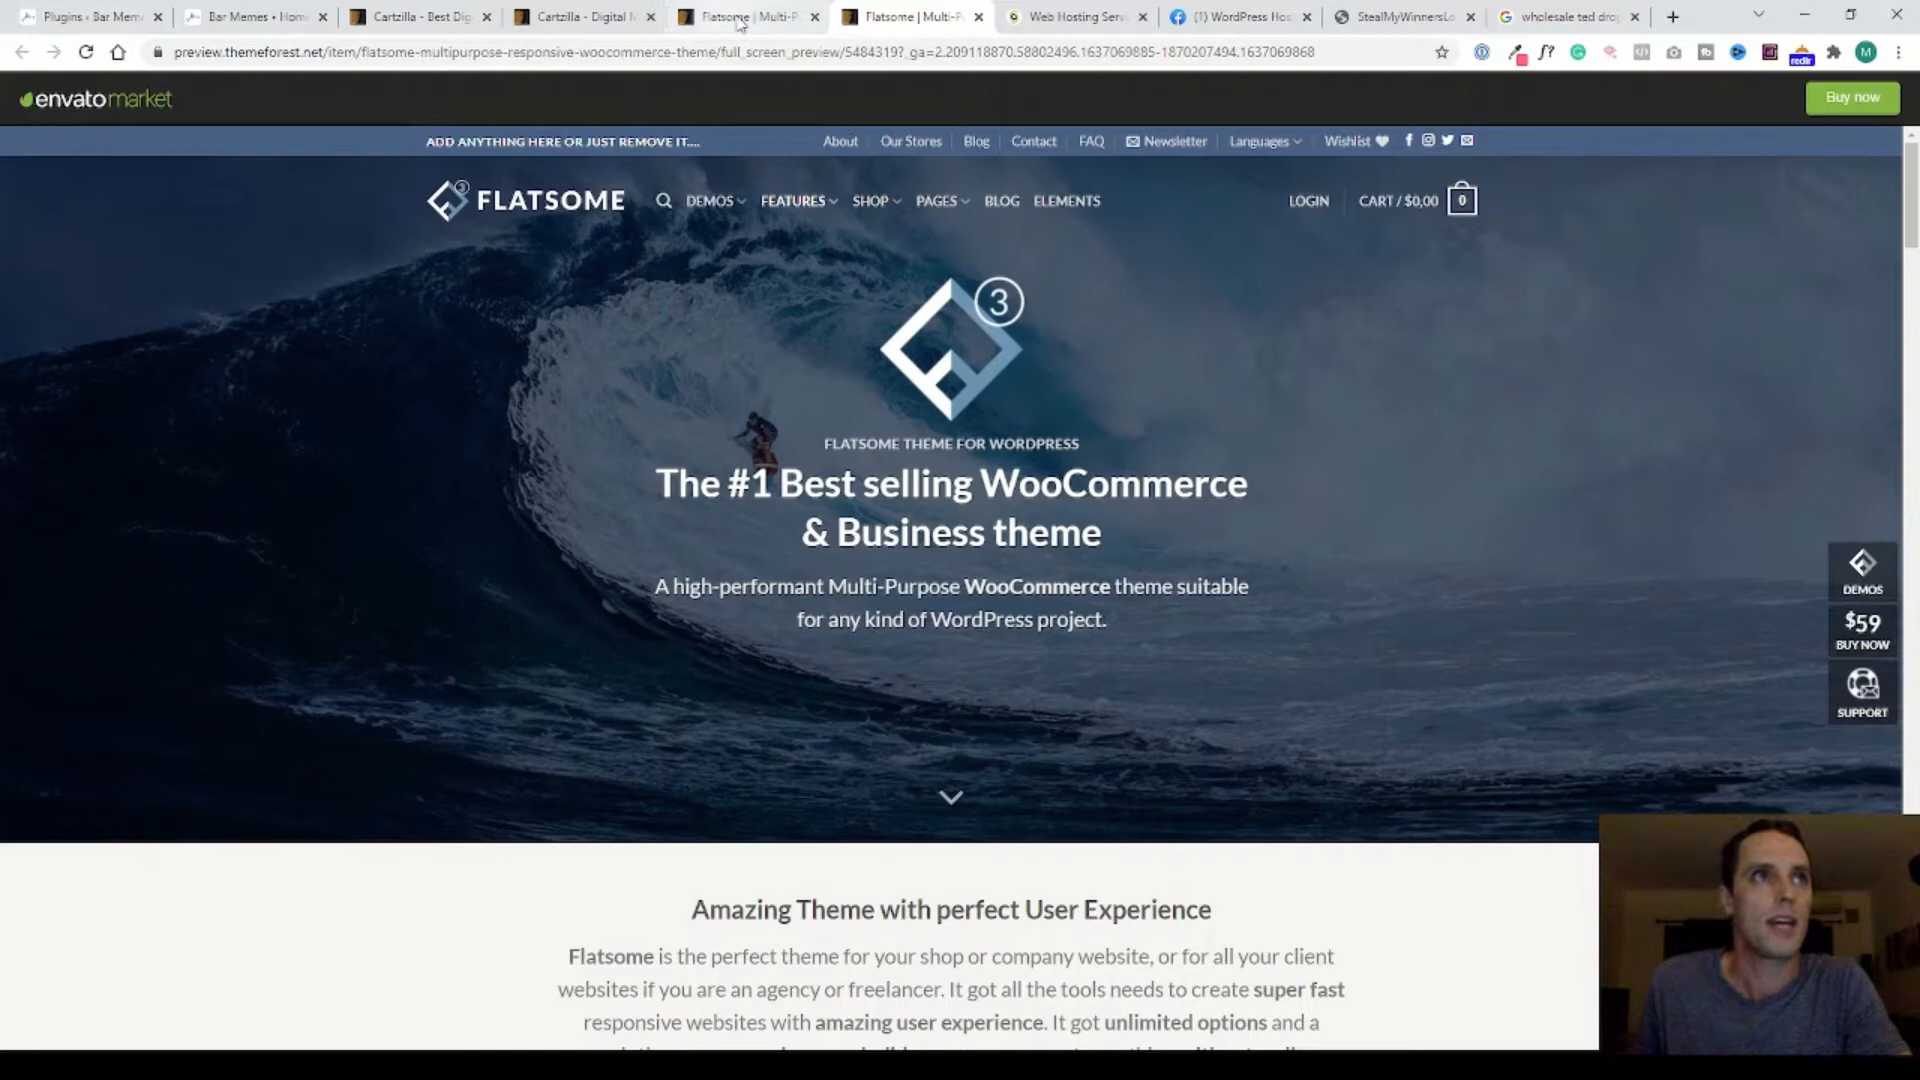 Plugins ‹ Bar Mem
Bar Memes • Hom
Cartzilla - Best Dig
Cartzilla - Digital M
Flatsome | Multi-P
Flatsome | Multi-P
Web Hosting Serv
(1) WordPress Hos
StealMyWinnersLo
wholesale ted drop
preview.themeforest.net/item/flatsome-multipurpose-responsive-woocommerce-theme/full_screen_preview/5484319?_ga=2.209118870.58802496.1637069885-1870207494.1637069868
f?
redir
M
envatomarket
Buy now
ADD ANYTHING HERE OR JUST REMOVE IT....
About
Our Stores
Blog
Contact
FAQ
Newsletter
Languages
Wishlist
3
FLATSOME
DEMOS
FEATURES
SHOP
PAGES
BLOG
ELEMENTS
LOGIN
CART / $0,00
0
3
FLATSOME THEME FOR WORDPRESS
The #1 Best selling WooCommerce
& Business theme
A high-performant Multi-Purpose WooCommerce theme suitable
for any kind of WordPress project.
DEMOS
$59
BUY NOW
SUPPORT
Amazing Theme with perfect User Experience
Flatsome is the perfect theme for your shop or company website, or for all your client
websites if you are an agency or freelancer. It got all the tools needs to create super fast
responsive websites with amazing user experience. It got unlimited options and a